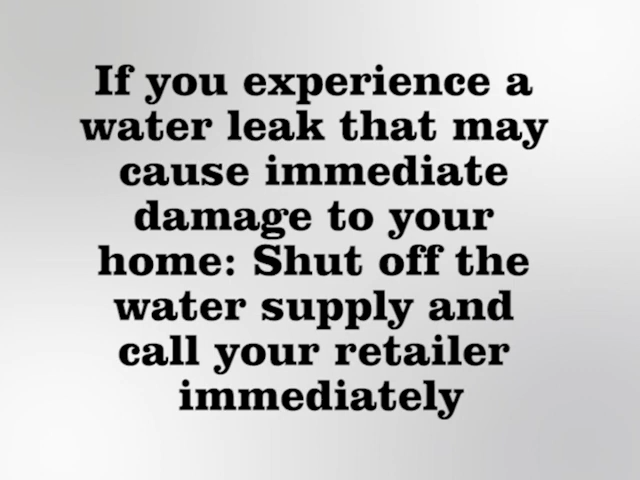 If you experience a
water leak that may
cause immediate
damage to your
home: Shut off the
water supply and
call your retailer
immediately